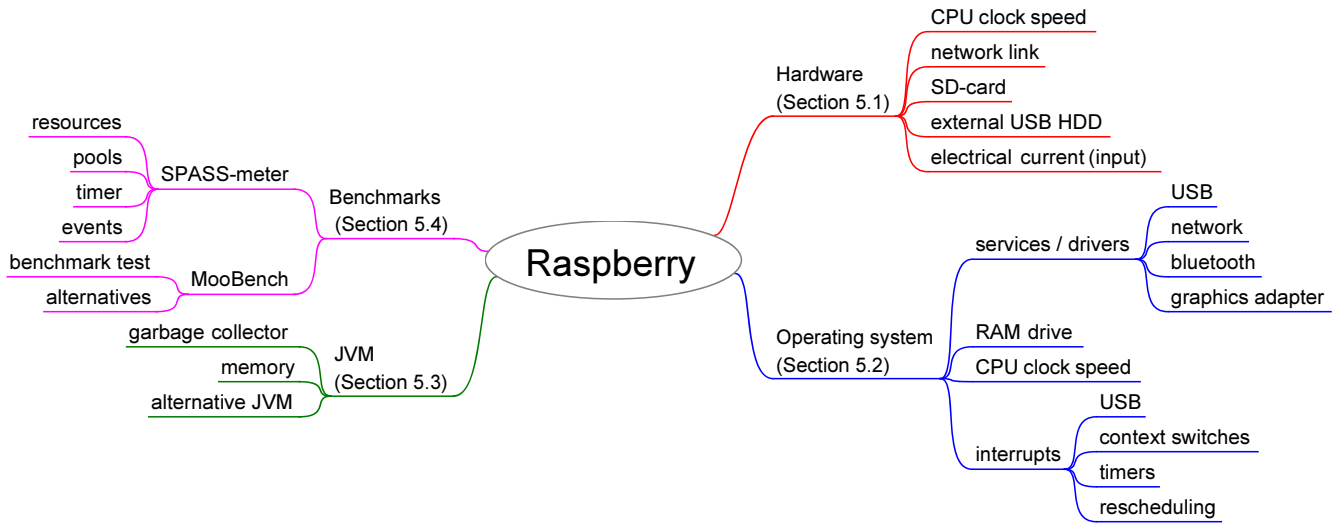 Raspberry
Hardware
(Section 5.1)
CPU clock speed
network link
SD-card
external USB HDD
electrical current (input)
Operating system
(Section 5.2)
services / drivers
USB
network
bluetooth
graphics adapter
RAM drive
CPU clock speed
interrupts
USB
context switches
timers
rescheduling
Benchmarks
(Section 5.4)
SPASS-meter
resources
pools
timer
events
MooBench
benchmark test
alternatives
JVM
(Section 5.3)
garbage collector
memory
alternative JVM